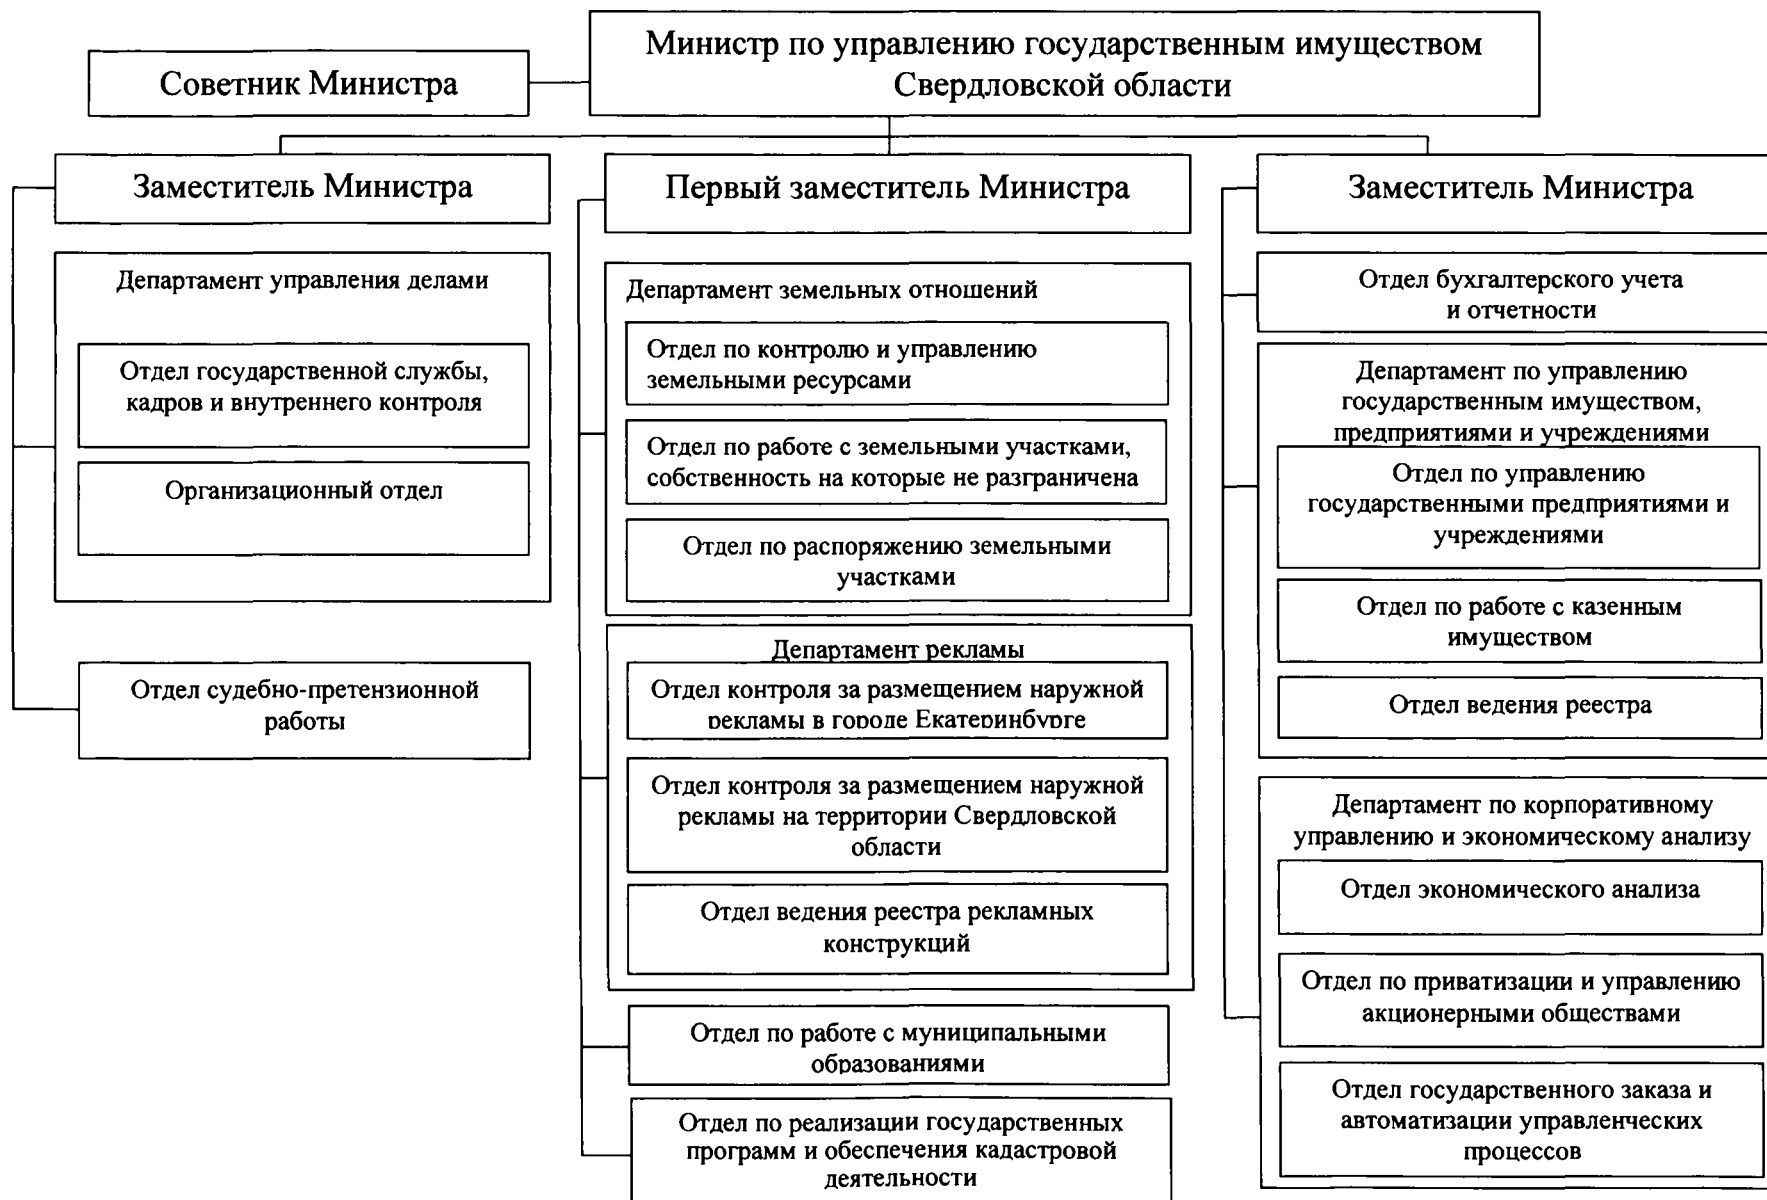 Министр по управлению государственным имуществом
Свердловской области
Советник Министра
Заместитель Министра
Департамент управления делами
Отдел государственной службы,
кадров и внутреннего контроля
Организационный отдел
Отдел судебно-претензионной
работы
Первый заместитель Министра
Департамент земельных отношений
Отдел по контролю и управлению
земельными ресурсами
Отдел по работе с земельными участками,
собственность на которые не разграничена
Отдел по распоряжению земельными
участками
Департамент рекламы
Отдел контроля за размещением наружной
рекламы в городе Екатеринбурге
Отдел контроля за размещением наружной
рекламы на территории Свердловской
области
Отдел ведения реестра рекламных
конструкций
Отдел по работе с муниципальными
образованиями
Отдел по реализации государственных
программ и обеспечения кадастровой
деятельности
Заместитель Министра
Отдел бухгалтерского учета
и отчетности
Департамент по управлению
государственным имуществом,
предприятиями и учреждениями
Отдел по управлению
государственными предприятиями и
учреждениями
Отдел по работе с казенным
имуществом
Отдел ведения реестра
Департамент по корпоративному
управлению и экономическому анализу
Отдел экономического анализа
Отдел по приватизации и управлению
акционерными обществами
Отдел государственного заказа и
автоматизации управленческих
процессов